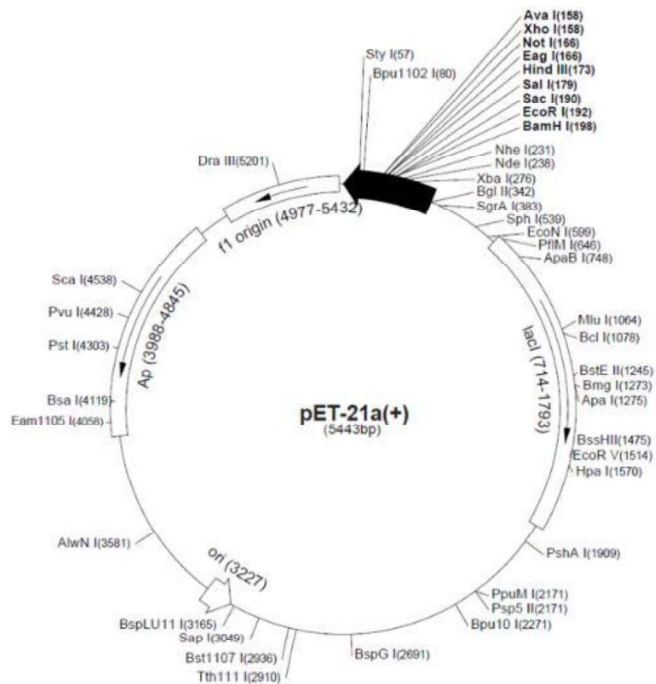 Ava I(158)
Xho I(158)
Not I(166)
Eag I(166)
Hind III(173)
Sal I(179)
Sac I(190)
EcoR I(192)
BamH I(198)
Sty I(57)
Bpu1102 I(80)
Nhe I(231)
Nde I(238)
Xba I(276)
Bgl II(342)
SgrA I(383)
Sph I(539)
EcoN I(599)
PflM I(646)
ApaB I(748)
Dra III(5201)
f1 origin (4977-5432)
Sca I(4538)
Pvu I(4428)
Pst I(4303)
Bsa I(4119)
Eam1105 I(4058)
Ap (3988-4845)
lacI (714-1793)
Mlu I(1064)
Bcl I(1078)
BstE II(1245)
Bmg I(1273)
Apa I(1275)
BssHII(1475)
EcoR V(1514)
Hpa I(1570)
pET-21a(+)
(5443bp)
AlwN I(3581)
ori (3227)
PshA I(1909)
PpuM I(2171)
Psp5 II(2171)
Bpu10 I(2271)
BspLU11 I(3165)
Sap I(3049)
Bst1107 I(2936)
Tth111 I(2910)
BspG I(2691)